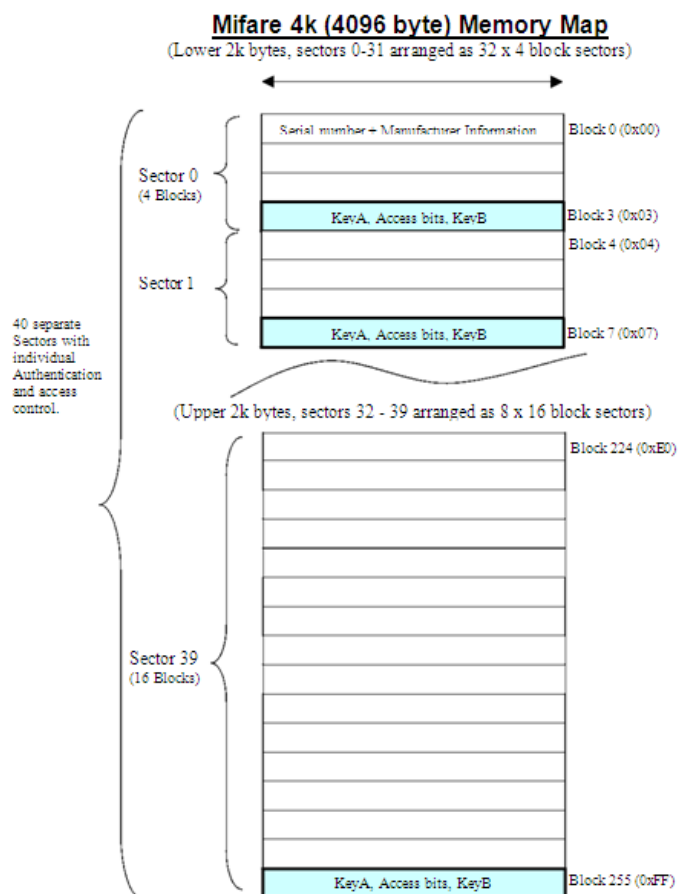 Mifare 4k (4096 byte) Memory Map
(Lower 2k bytes, sectors 0-31 arranged as 32 x 4 block sectors)
Serial number + Manufacturer Information
Block 0 (0x00)
Sector 0
(4 Blocks)
KeyA, Access bits, KeyB
Block 3 (0x03)
Block 4 (0x04)
Sector 1
KeyA, Access bits, KeyB
Block 7 (0x07)
40 separate
Sectors with
individual
Authentication
and access
control.
(Upper 2k bytes, sectors 32 - 39 arranged as 8 x 16 block sectors)
Block 224 (0xE0)
Sector 39
(16 Blocks)
KeyA, Access bits, KeyB
Block 255 (0xFF)